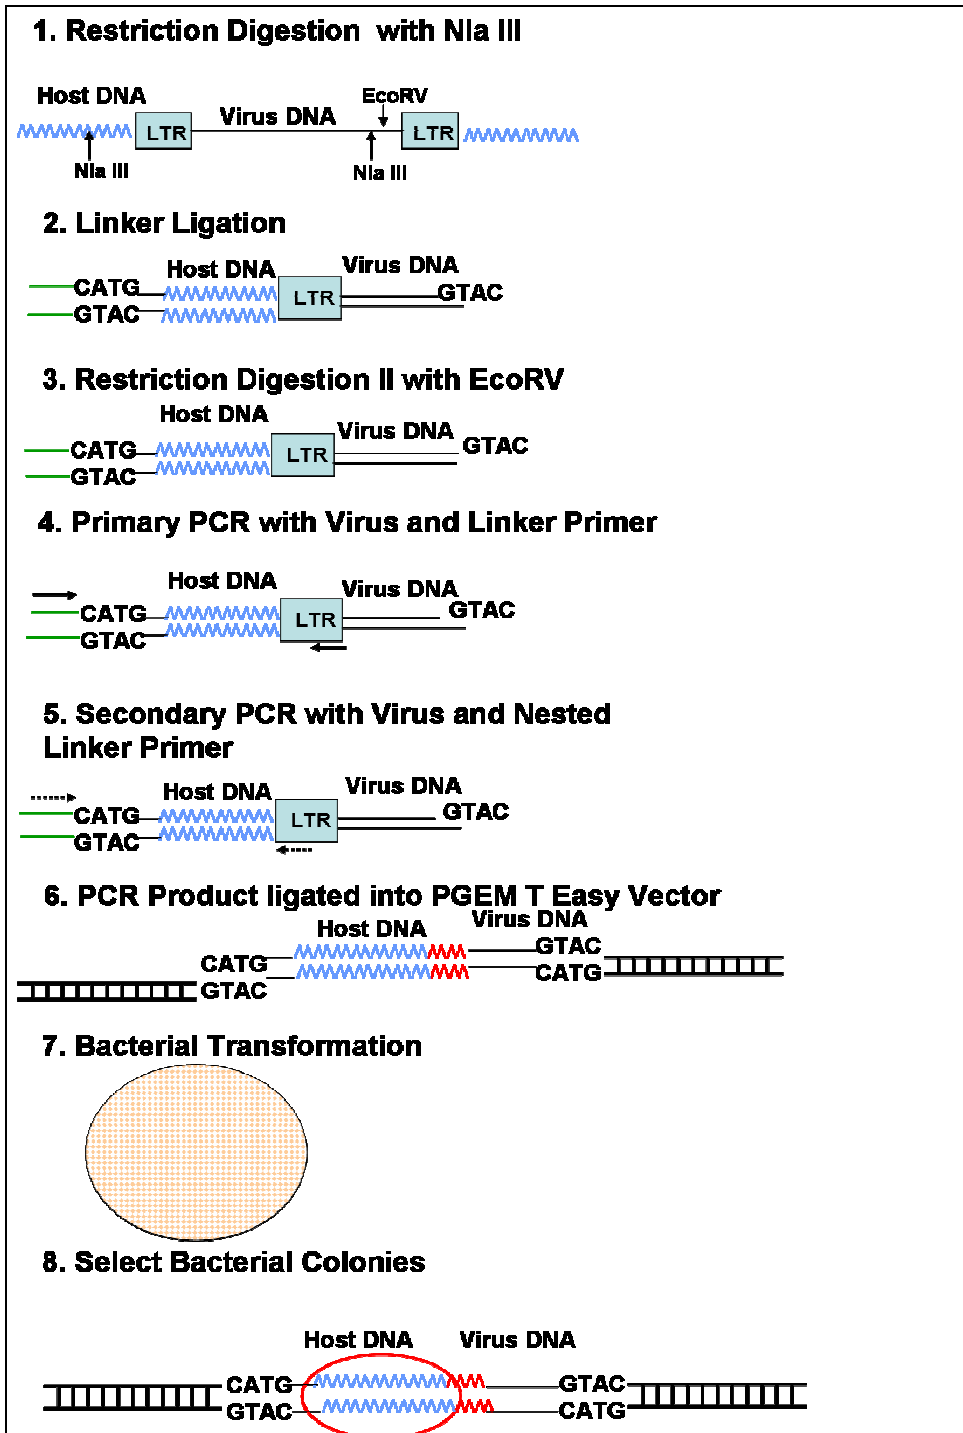 1. Restriction Digestion with Nla III
Host DNA
Virus DNA
EcoRV
LTR
LTR
Nla III
Nla III
2. Linker Ligation
Host DNA
Virus DNA
CATG
LTR
GTAC
GTAC
3. Restriction Digestion II with EcoRV
Host DNA
Virus DNA
CATG
LTR
GTAC
GTAC
4. Primary PCR with Virus and Linker Primer
Host DNA
Virus DNA
CATG
LTR
GTAC
GTAC
5. Secondary PCR with Virus and Nested
Linker Primer
Host DNA
Virus DNA
CATG
LTR
GTAC
GTAC
6. PCR Product ligated into PGEM T Easy Vector
Host DNA
Virus DNA
CATG
GTAC
GTAC
CATG
7. Bacterial Transformation
8. Select Bacterial Colonies
Host DNA
Virus DNA
CATG
GTAC
GTAC
CATG